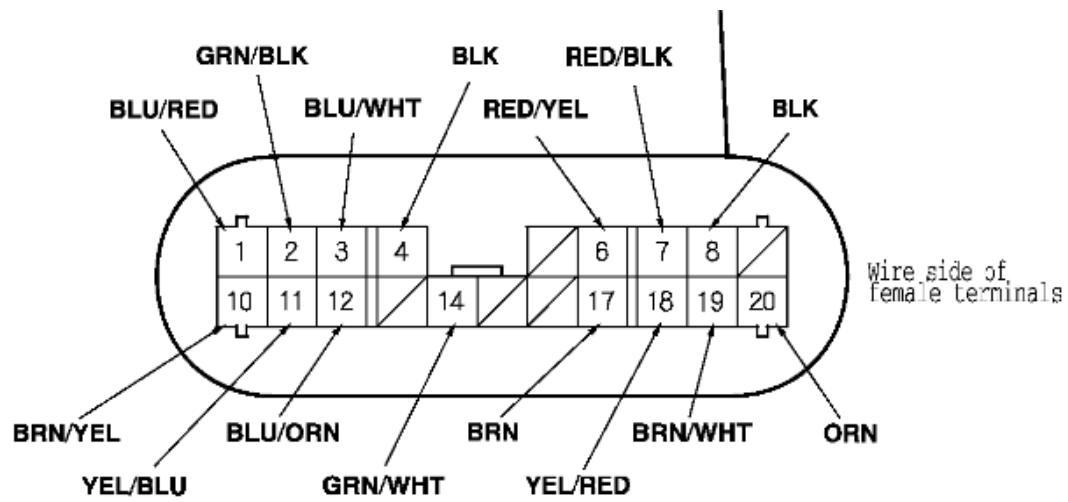 GRN/BLK
BLK
RED/BLK
BLU/RED
BLU/WHT
RED/YEL
BLK
1 2 3 4 6 7 8
10 11 12 14 17 18 19 20
Wire side of
female terminals
BRN/YEL
BLU/ORN
BRN
BRN/WHT
ORN
YEL/BLU
GRN/WHT
YEL/RED